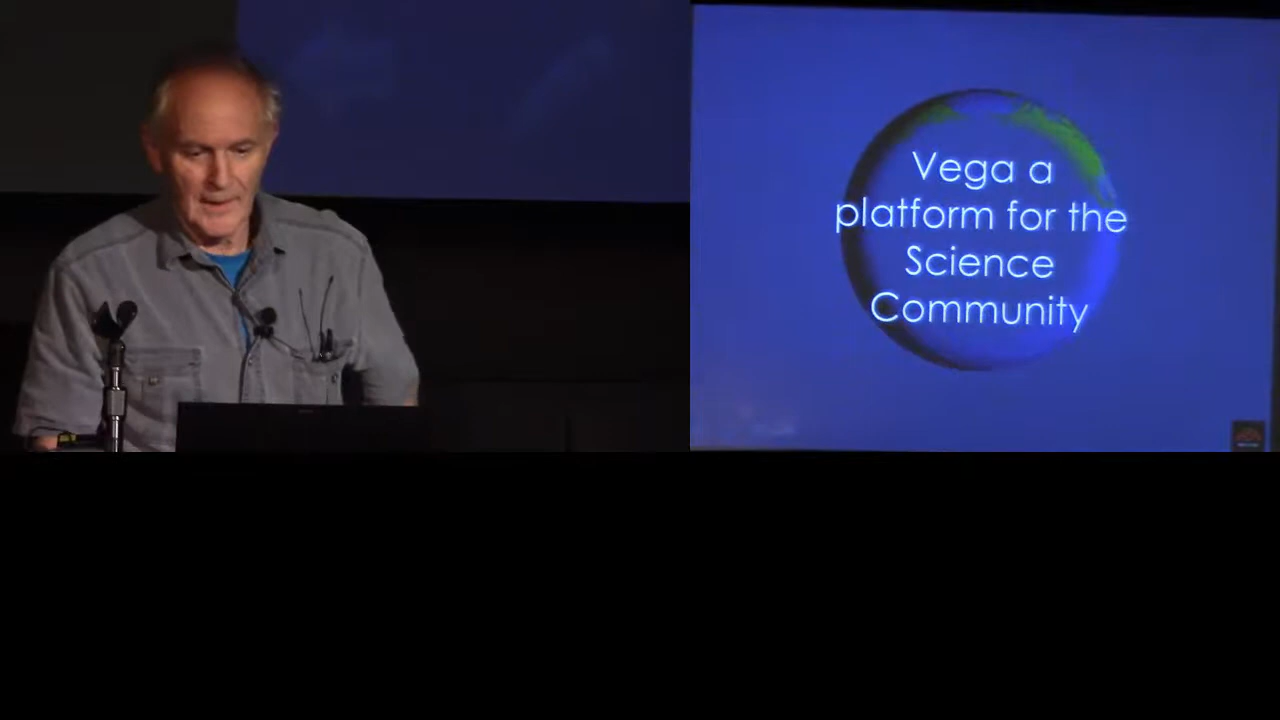 Vega a
platform for the
Science
Community